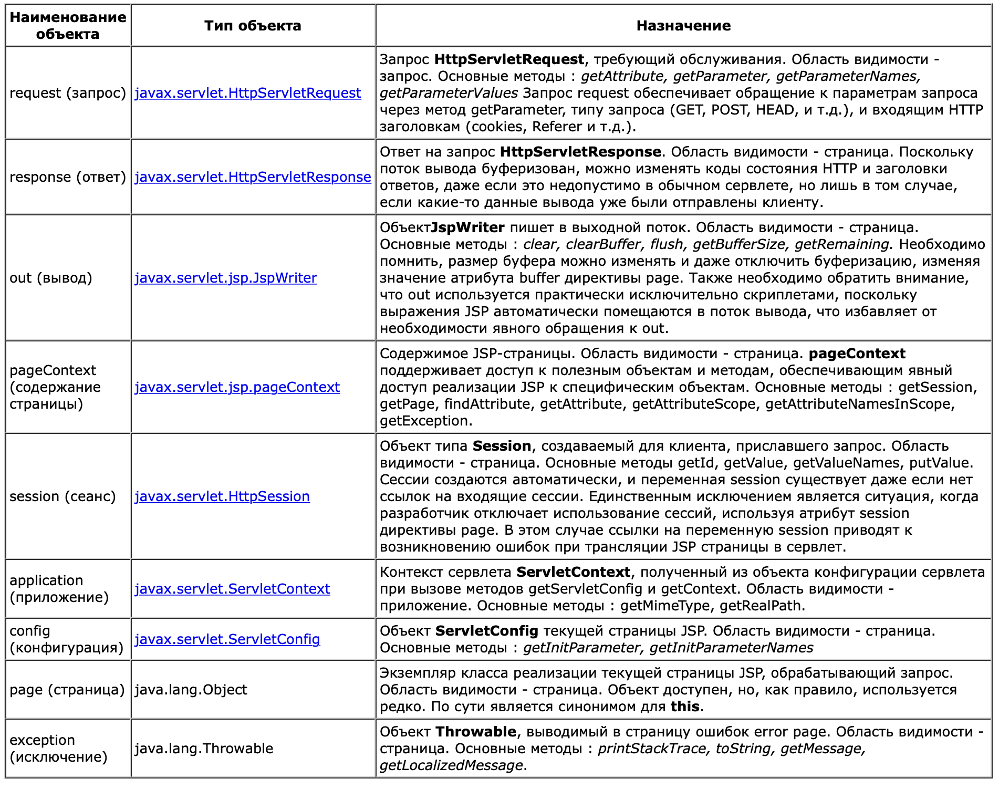 Наименование
объекта
Тип объекта
Назначение
request (запрос)
javax.servlet.HttpServletRequest
Запрос HttpServletRequest, требующий обслуживания. Область видимости -
запрос. Основные методы : getAttribute, getParameter, getParameterNames,
getParameterValues Запрос request обеспечивает обращение к параметрам запроса
через метод getParameter, типу запроса (GET, POST, HEAD, и т.д.), и входящим HTTP
заголовкам (cookies, Referer и т.д.).
response (ответ)
javax.servlet.HttpServletResponse
Ответ на запрос HttpServletResponse. Область видимости - страница. Поскольку
поток вывода буферизован, можно изменять коды состояния HTTP и заголовки
ответов, даже если это недопустимо в обычном сервлете, но лишь в том случае,
если какие-то данные вывода уже были отправлены клиенту.
out (вывод)
javax.servlet.jsp.JspWriter
ОбъектJspWriter пишет в выходной поток. Область видимости - страница.
Основные методы : clear, clearBuffer, flush, getBufferSize, getRemaining. Необходимо
помнить, размер буфера можно изменять и даже отключить буферизацию, изменяя
значение атрибута buffer директивы page. Также необходимо обратить внимание,
что out используется практически исключительно скриплетами, поскольку
выражения JSP автоматически помещаются в поток вывода, что избавляет от
необходимости явного обращения к out.
pageContext
(содержание
страницы)
javax.servlet.jsp.pageContext
Содержимое JSP-страницы. Область видимости - страница. pageContext
поддерживает доступ к полезным объектам и методам, обеспечивающим явный
доступ реализации JSP к специфическим объектам. Основные методы : getSession,
getPage, findAttribute, getAttribute, getAttributeScope, getAttributeNamesInScope,
getException.
session (сеанс)
javax.servlet.HttpSession
Объект типа Session, создаваемый для клиента, приславшего запрос. Область
видимости - страница. Основные методы getId, getValue, getValueNames, putValue.
Сессии создаются автоматически, и переменная session существует даже если нет
ссылок на входящие сессии. Единственным исключением является ситуация, когда
разработчик отключает использование сессий, используя атрибут session
директивы page. В этом случае ссылки на переменную session приводят к
возникновению ошибок при трансляции JSP страницы в сервлет.
application
(приложение)
javax.servlet.ServletContext
Контекст сервлета ServletContext, полученный из объекта конфигурации сервлета
при вызове методов getServletConfig и getContext. Область видимости -
приложение. Основные методы : getMimeType, getRealPath.
config
(конфигурация)
javax.servlet.ServletConfig
Объект ServletConfig текущей страницы JSP. Область видимости - страница.
Основные методы : getInitParameter, getInitParameterNames
page (страница)
java.lang.Object
Экземпляр класса реализации текущей страницы JSP, обрабатывающий запрос.
Область видимости - страница. Объект доступен, но, как правило, используется
редко. По сути является синонимом для this.
exception
(исключение)
java.lang.Throwable
Объект Throwable, выводимый в страницу ошибок error page. Область видимости -
страница. Основные методы : printStackTrace, toString, getMessage,
getLocalizedMessage.